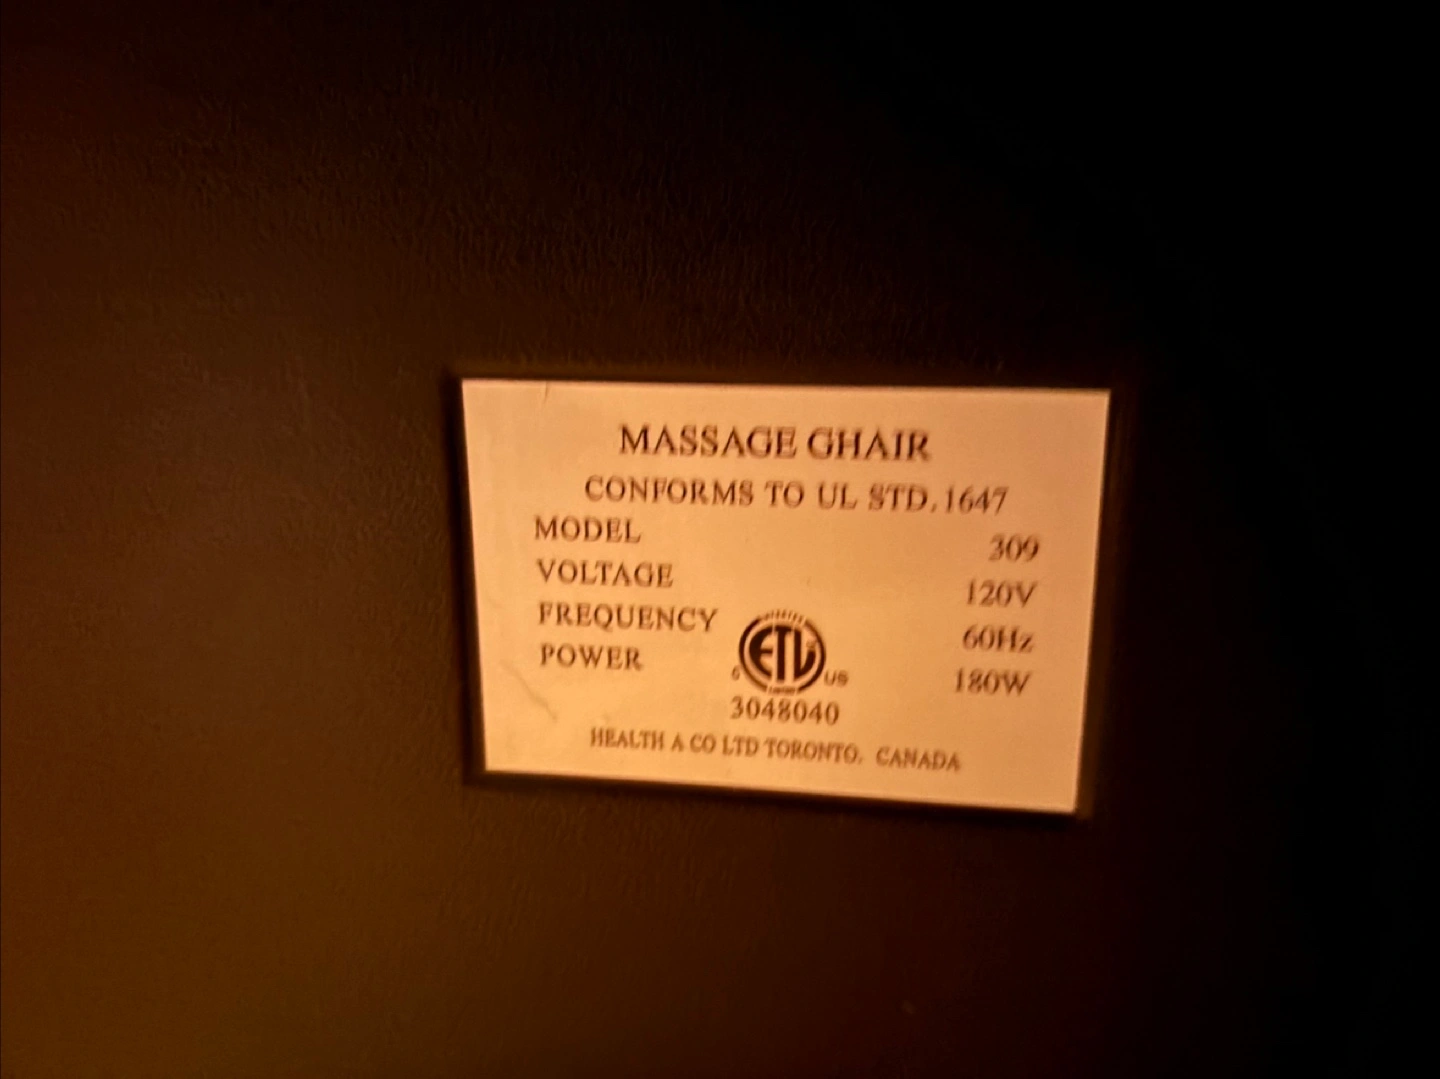 MASSAGE GHAIR
CONFORMS TO UL STD.1647
MODEL 309
VOLTAGE 120V
FREQUENCY 60Hz
POWER 180W
ETL
US
3048040
HEALTH A CO LTD TORONTO. CANADA